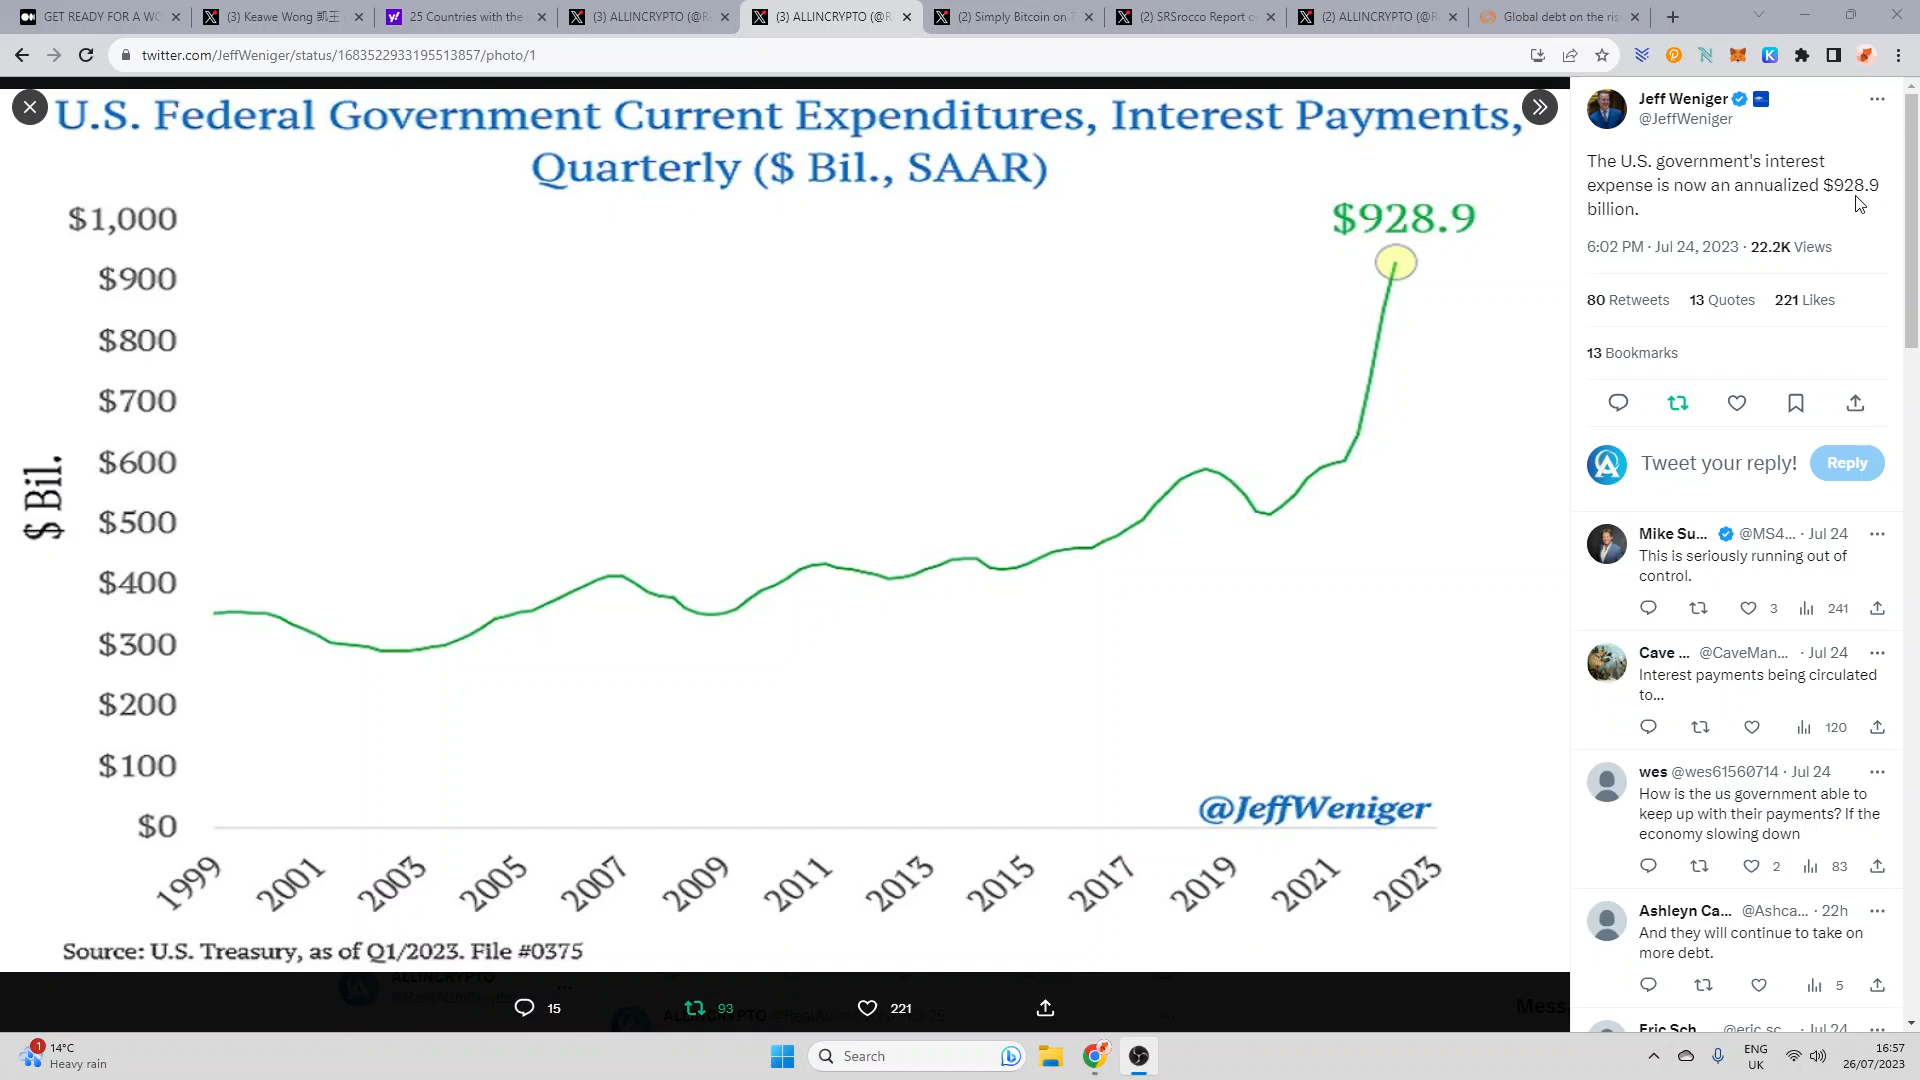 GET READY FOR A WO
(3) Keawe Wong 凯王
25 Countries with the
(3) ALLINCRYPTO (@R
(3) ALLINCRYPTO (@R
(2) Simply Bitcoin on T
(2) SRSrocco Report o
(2) ALLINCRYPTO (@R
Global debt on the ris
twitter.com/JeffWeniger/status/1683522933195513857/photo/1
U.S. Federal Government Current Expenditures, Interest Payments,
Quarterly ($ Bil., SAAR)
$928.9
$1,000
$900
$800
$700
$600
$500
$400
$300
$200
$100
$0
$ Bil.
@JeffWeniger
1999
2001
2003
2005
2007
2009
2011
2013
2015
2017
2019
2021
2023
Source: U.S. Treasury, as of Q1/2023. File #0375
ALLINCRYPTO
15
93
221
Jeff Weniger
@JeffWeniger
The U.S. government's interest
expense is now an annualized $928.9
billion.
6:02 PM · Jul 24, 2023 · 22.2K Views
80 Retweets 13 Quotes 221 Likes
13 Bookmarks
Tweet your reply!
Reply
Mike Su... @MS4... · Jul 24
This is seriously running out of
control.
3 241
Cave ... @CaveMan... · Jul 24
Interest payments being circulated
to...
120
wes @wes61560714 · Jul 24
How is the us government able to
keep up with their payments? If the
economy slowing down
2 83
Ashleyn Ca... @Ashca... · 22h
And they will continue to take on
more debt.
5
Eric Sch @eric sc Jul 24
1
14°C
Heavy rain
Search
ENG
UK
16:57
26/07/2023